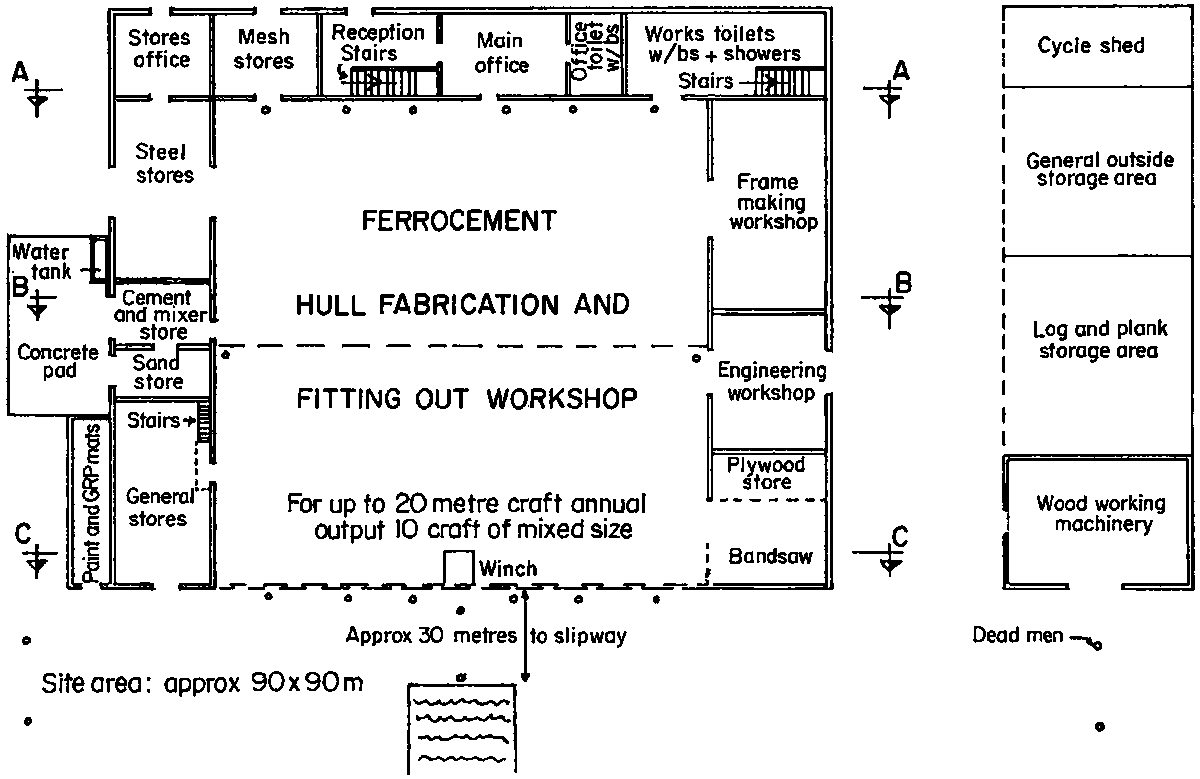 Stores
office
Mesh
stores
Reception
Stairs
Main
office
Office
toilet
w/bs
Works toilets
w/bs + showers
Stairs
Cycle shed
A
A
Steel
stores
General outside
storage area
Frame
making
workshop
FERROCEMENT
Water
tank
B
B
Cement
and mixer
store
HULL FABRICATION AND
Log and plank
storage area
Concrete
pad
Sand
store
Engineering
workshop
FITTING OUT WORKSHOP
Stairs
Paint and GRP mats
General
stores
Plywood
store
For up to 20 metre craft annual
output 10 craft of mixed size
Wood working
machinery
C
C
Winch
Bandsaw
Approx 30 metres to slipway
Dead men
Site area: approx 90x90m